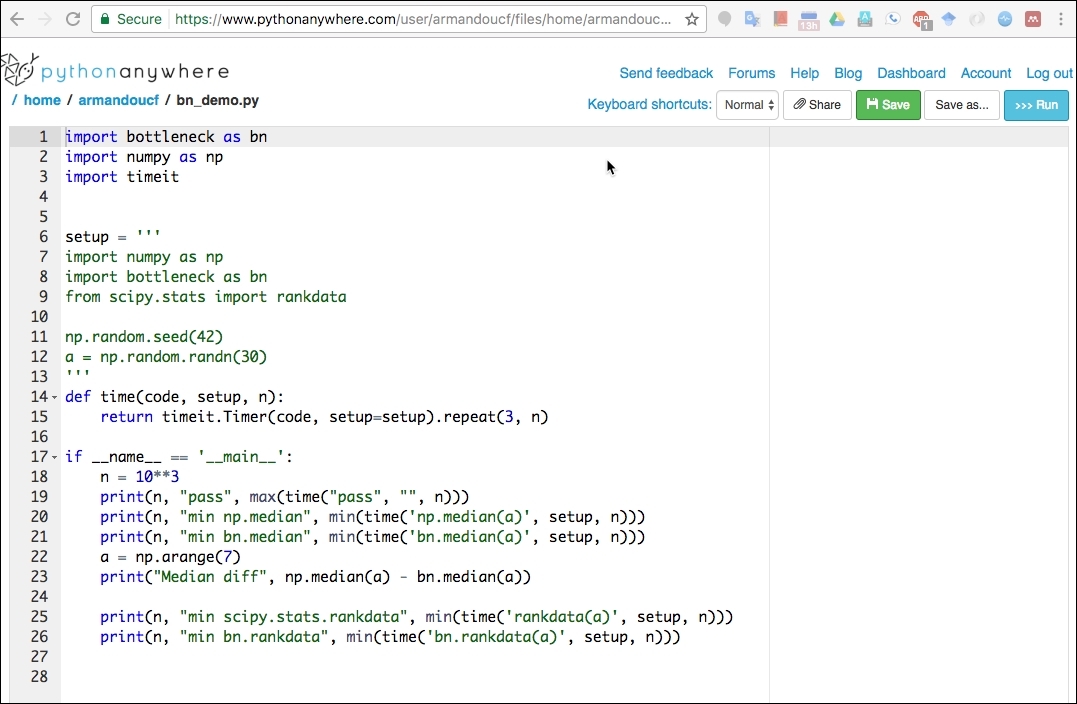 Secure https://www.pythonanywhere.com/user/armandoucf/files/home/armandouc...
13h
1
pythonanywhere
Send feedback Forums Help Blog Dashboard Account Log out
/ home / armandoucf / bn_demo.py
Keyboard shortcuts: Normal Share Save Save as... >>> Run
1 import bottleneck as bn
2 import numpy as np
3 import timeit
4
5
6 setup = '''
7 import numpy as np
8 import bottleneck as bn
9 from scipy.stats import rankdata
10
11 np.random.seed(42)
12 a = np.random.randn(30)
13 '''
14 def time(code, setup, n):
15     return timeit.Timer(code, setup=setup).repeat(3, n)
16
17 if __name__ == '__main__':
18     n = 10**3
19     print(n, "pass", max(time("pass", "", n)))
20     print(n, "min np.median", min(time('np.median(a)', setup, n)))
21     print(n, "min bn.median", min(time('bn.median(a)', setup, n)))
22     a = np.arange(7)
23     print("Median diff", np.median(a) - bn.median(a))
24
25     print(n, "min scipy.stats.rankdata", min(time('rankdata(a)', setup, n)))
26     print(n, "min bn.rankdata", min(time('bn.rankdata(a)', setup, n)))
27
28